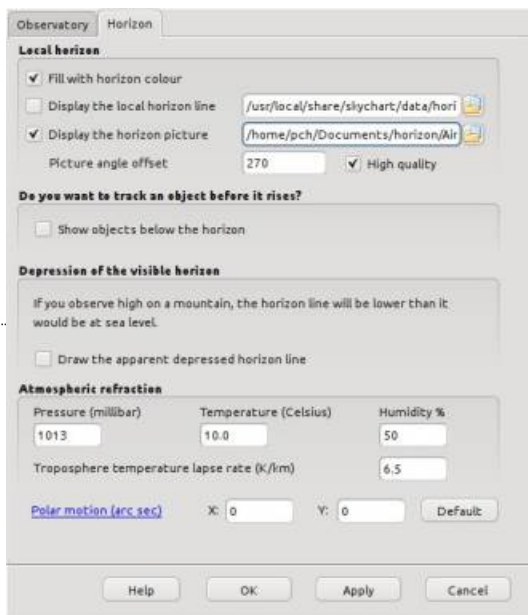 Observatory Horizon
Local horizon
Fill with horizon colour
Display the local horizon line /usr/local/share/skychart/data/hori
Display the horizon picture /home/pch/Documents/horizon/Air
Picture angle offset 270 High quality
Do you want to track an object before it rises?
Show objects below the horizon
Depression of the visible horizon
If you observe high on a mountain, the horizon line will be lower than it
would be at sea level.
Draw the apparent depressed horizon line
Atmospheric refraction
Pressure (millibar) Temperature (Celsius) Humidity %
1013 10.0 50
Troposphere temperature lapse rate (K/km) 6.5
Polar motion (arc sec) X: 0 Y: 0 Default
Help OK Apply Cancel